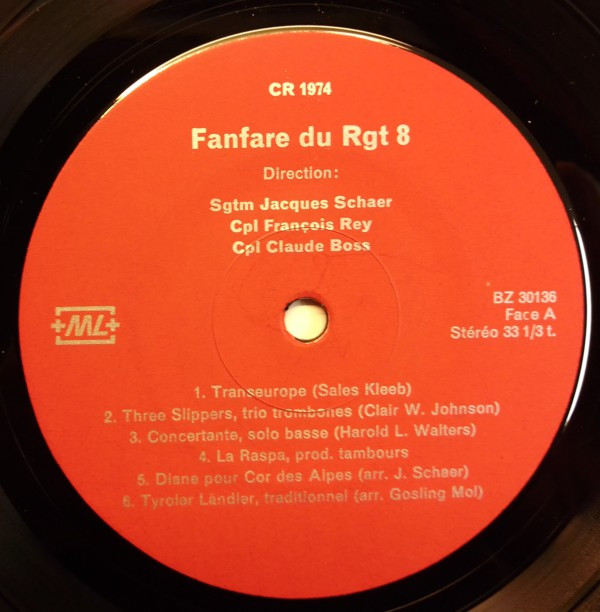 CR 1974
Fanfare du Rgt 8
Direction:
Sgtm Jacques Schaer
Cpl François Rey
Cpl Claude Boss
+ML+
BZ 30136
Face A
Stéréo 33 1/3 t.
1. Transeurope (Sales Kleeb)
2. Three Slippers, trio trombones (Clair W. Johnson)
3. Concertante, solo basse (Harold L. Walters)
4. La Raspa, prod. tambours
5. Diane pour Cor des Alpes (arr. J. Schaer)
6. Tyroler Ländler, traditionnel (arr. Gosling Mol)